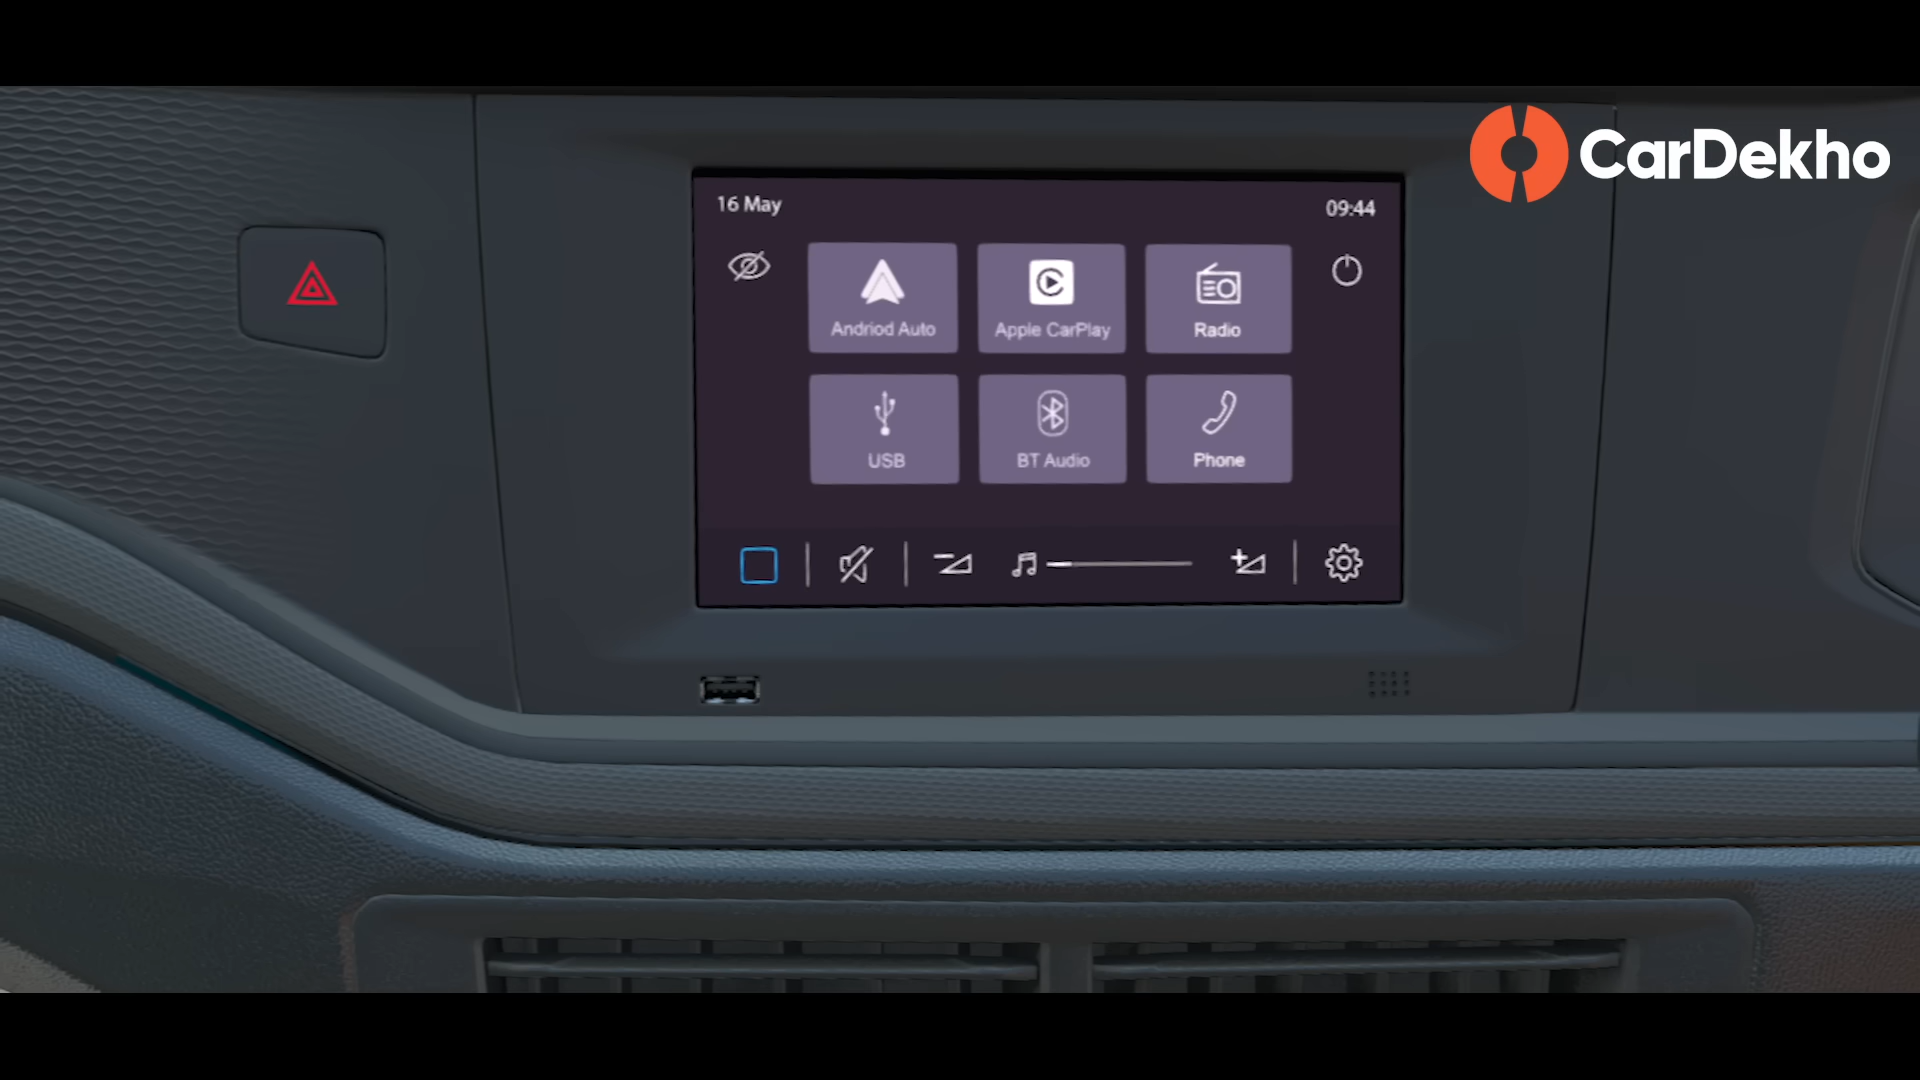 CarDekho
16 May
09:44
Andriod Auto
Apple CarPlay
Radio
USB
BT Audio
Phone